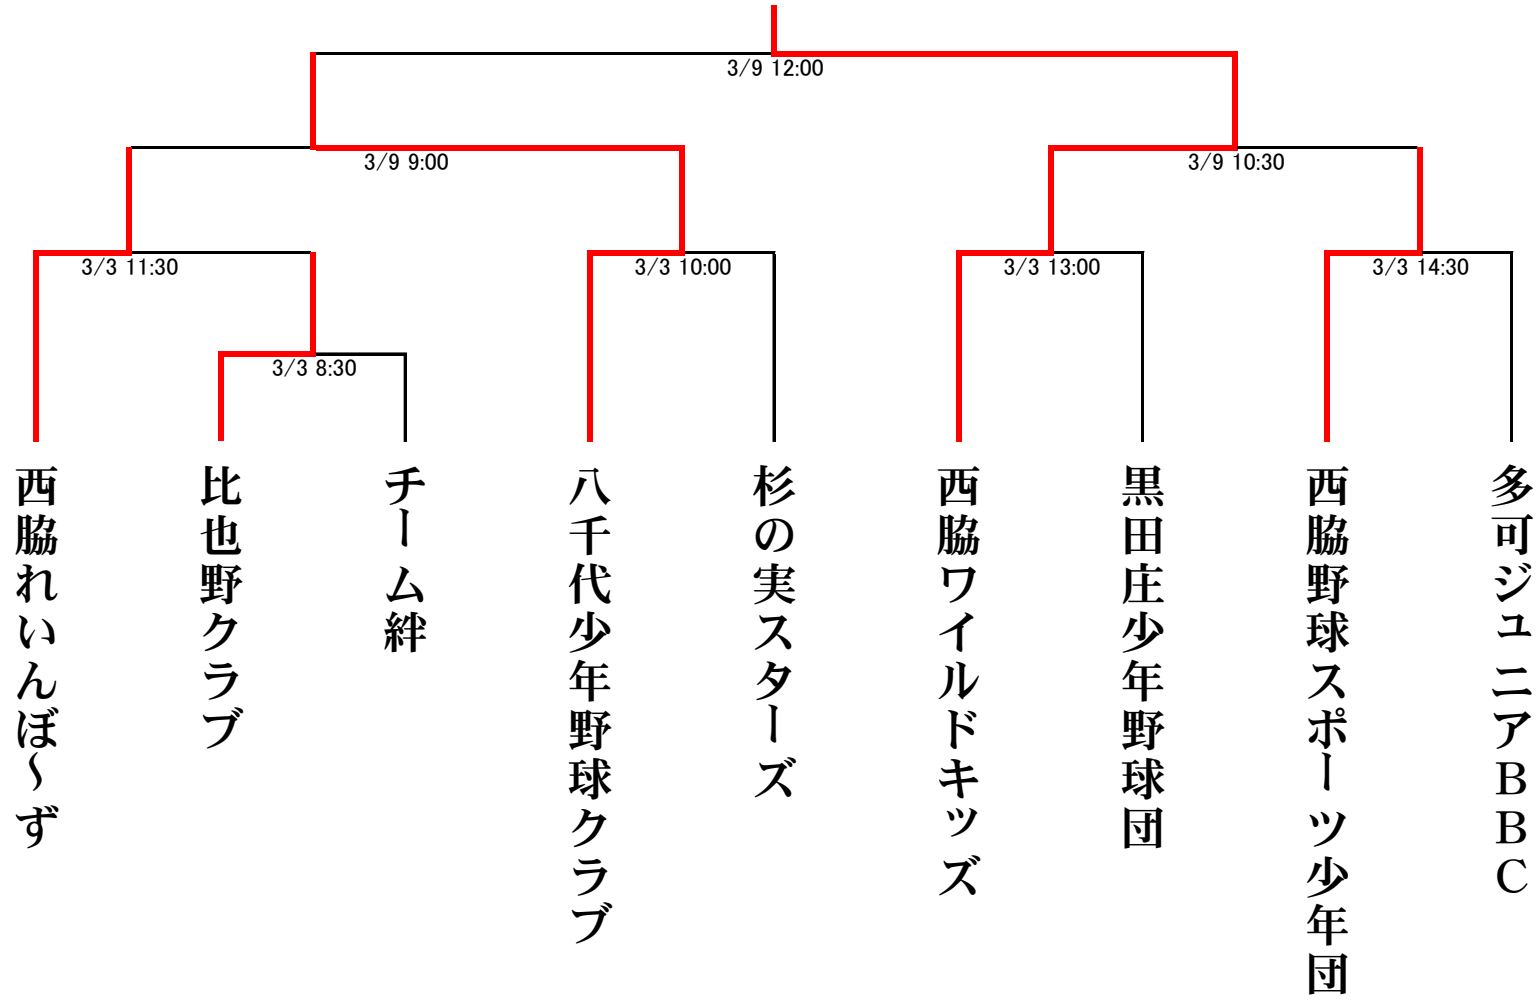 3/9 12:00
3/9 9:00
3/9 10:30
3/3 11:30
3/3 10:00
3/3 13:00
3/3 14:30
3/3 8:30
西脇れいんぼ～ず
比也野クラブ
チーム絆
八千代少年野球クラブ
杉の実スターズ
西脇ワイルドキッズ
黒田庄少年野球団
西脇野球スポーツ少年団
多可ジュニアＢＢＣ